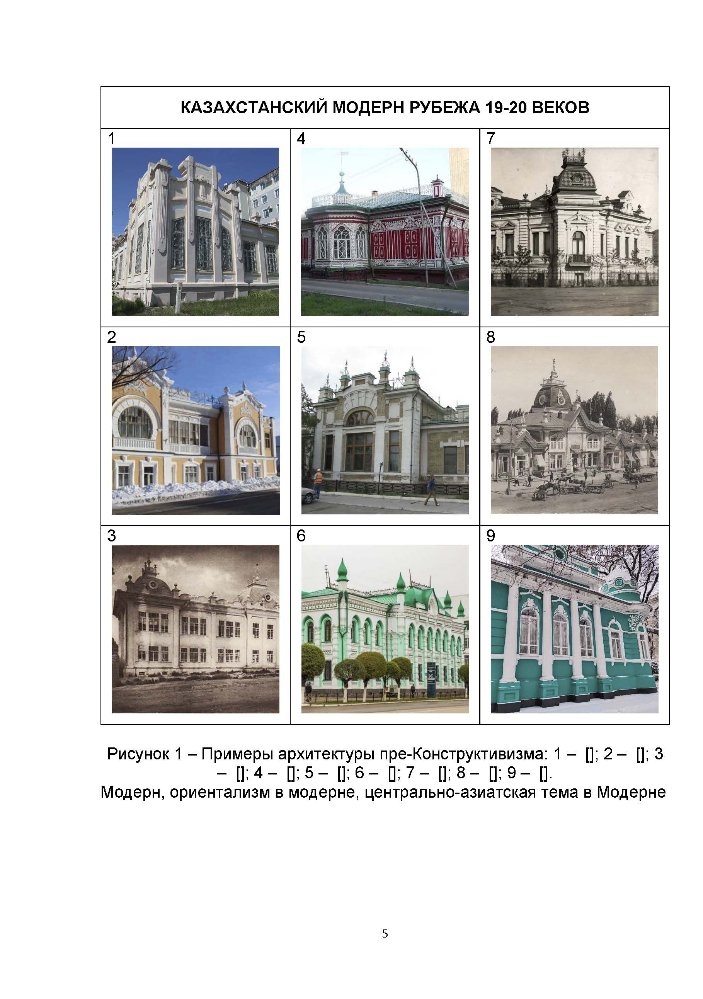 КАЗАХСТАНСКИЙ МОДЕРН РУБЕЖА 19-20 ВЕКОВ
1
4
7
2
5
8
3
6
9
Рисунок 1 – Примеры архитектуры пре-Конструктивизма: 1 –  []; 2 –  []; 3
–  []; 4 –  []; 5 –  []; 6 –  []; 7 –  []; 8 –  []; 9 –  [].
Модерн, ориентализм в модерне, центрально-азиатская тема в Модерне
5